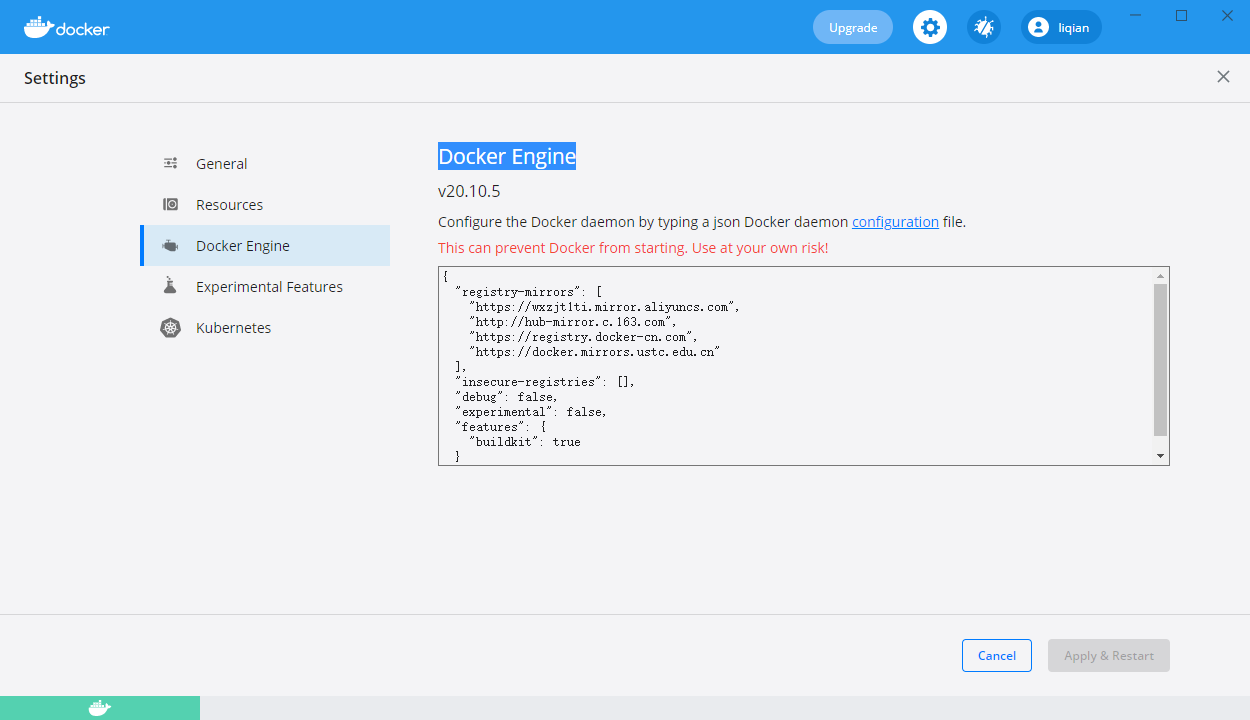 docker
Upgrade
liqian
Settings
General
Resources
Docker Engine
Experimental Features
Kubernetes
Docker Engine
v20.10.5
Configure the Docker daemon by typing a json Docker daemon configuration file.
This can prevent Docker from starting. Use at your own risk!
{
  "registry-mirrors": [
    "https://wxzjt1ti.mirror.aliyuncs.com",
    "http://hub-mirror.c.163.com",
    "https://registry.docker-cn.com",
    "https://docker.mirrors.ustc.edu.cn"
  ],
  "insecure-registries": [],
  "debug": false,
  "experimental": false,
  "features": {
    "buildkit": true
  }
Cancel
Apply & Restart